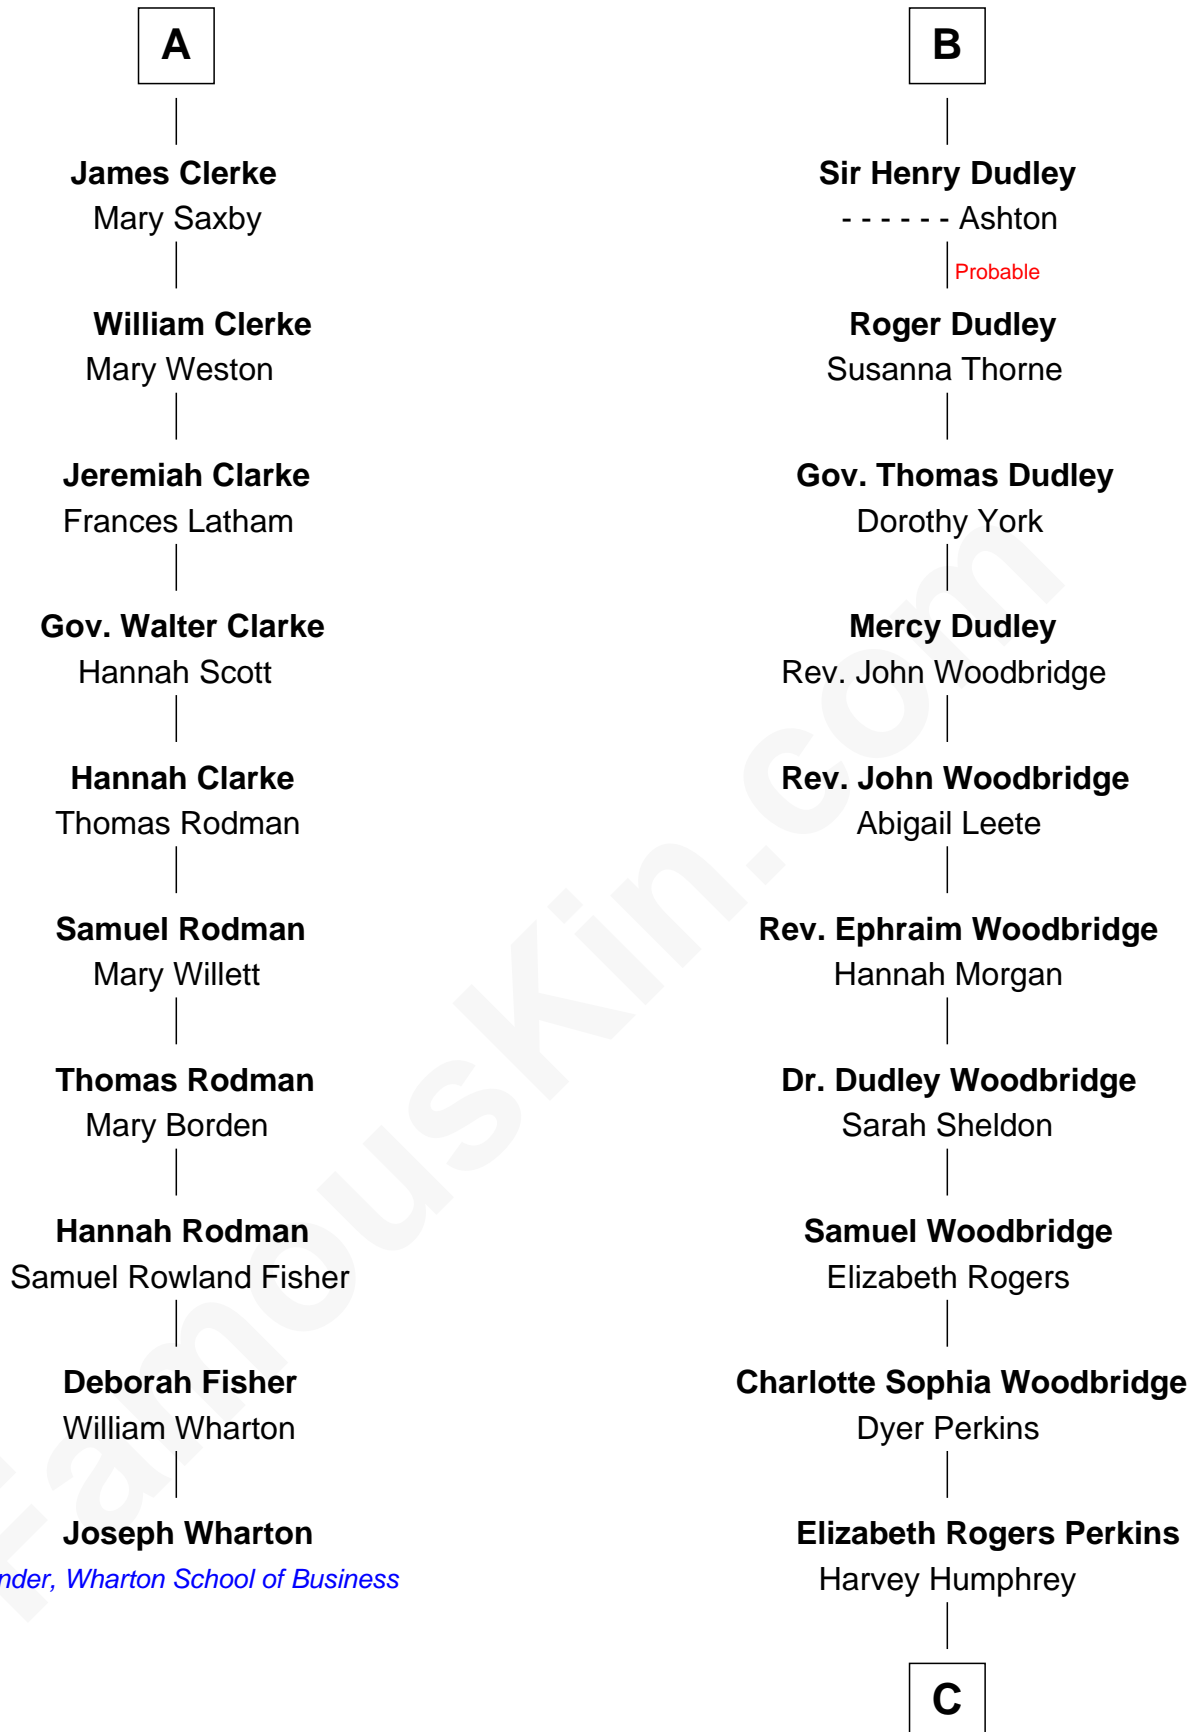 A
James Clerke
Mary Saxby
William Clerke
Mary Weston
Jeremiah Clarke
Frances Latham
Gov. Walter Clarke
Hannah Scott
Hannah Clarke
Thomas Rodman
Samuel Rodman
Mary Willett
Thomas Rodman
Mary Borden
Hannah Rodman
Samuel Rowland Fisher
Deborah Fisher
William Wharton
Joseph Wharton
nder, Wharton School of Business
B
Sir Henry Dudley
- - - - - - Ashton
Probable
Roger Dudley
Susanna Thorne
Gov. Thomas Dudley
Dorothy York
Mercy Dudley
Rev. John Woodbridge
Rev. John Woodbridge
Abigail Leete
Rev. Ephraim Woodbridge
Hannah Morgan
Dr. Dudley Woodbridge
Sarah Sheldon
Samuel Woodbridge
Elizabeth Rogers
Charlotte Sophia Woodbridge
Dyer Perkins
Elizabeth Rogers Perkins
Harvey Humphrey
C
FamousKin.com